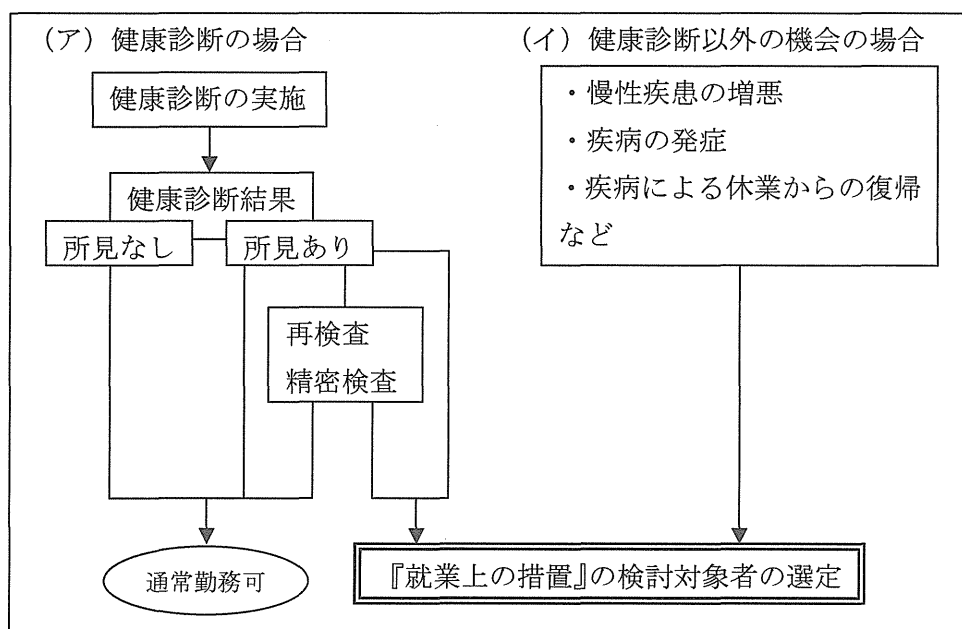 （ア）健康診断の場合
健康診断の実施
健康診断結果
所見なし
所見あり
再検査
精密検査
通常勤務可
（イ）健康診断以外の機会の場合
・慢性疾患の増悪
・疾病の発症
・疾病による休業からの復帰
など
『就業上の措置』の検討対象者の選定